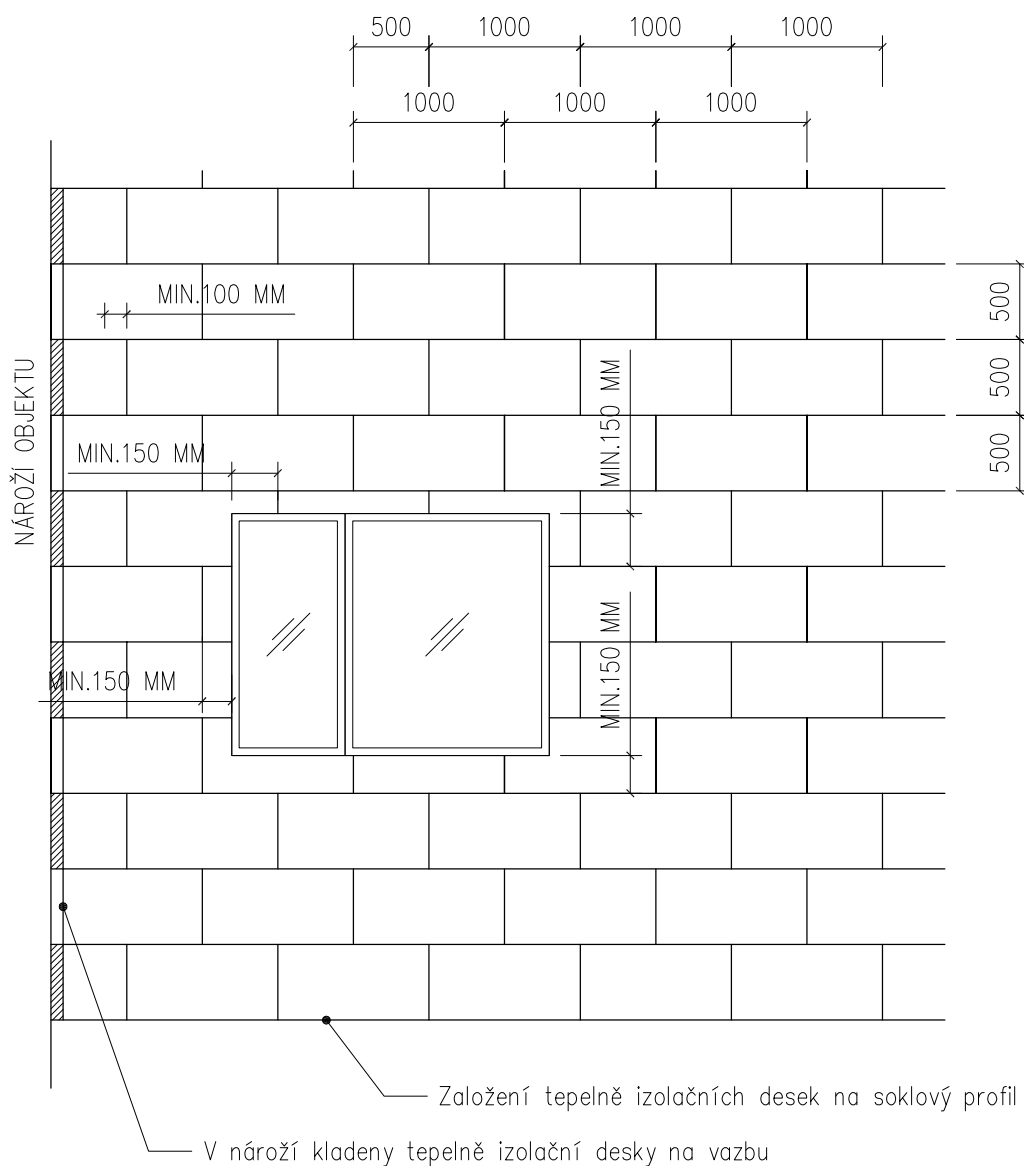 500 1000 1000 1000
1000 1000 1000
MIN.100 MM
500
500
500
NÁROŽÍ OBJEKTU
MIN.150 MM
MIN.150 MM
MIN.150 MM
MIN.150 MM
Založení tepelně izolačních desek na soklový profil
V nároží kladeny tepelně izolační desky na vazbu